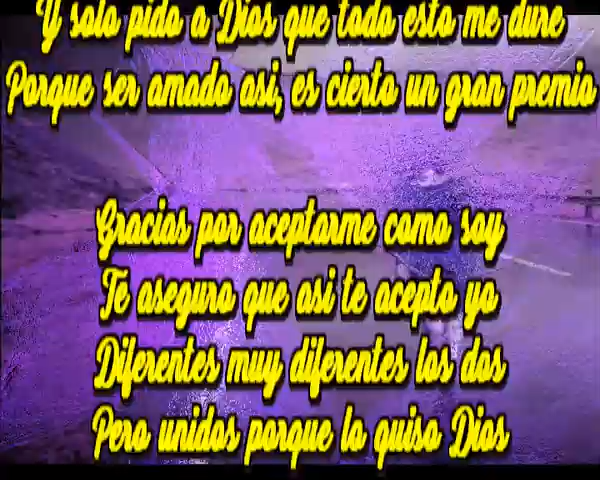 Y solo pido a Dios que todo esto me dure
Porque ser amado asi, es cierto un gran premio
Gracias por aceptarme como soy
Te aseguro que asi te acepto yo
Diferentes muy diferentes los dos
Pero unidos porque lo quiso Dios